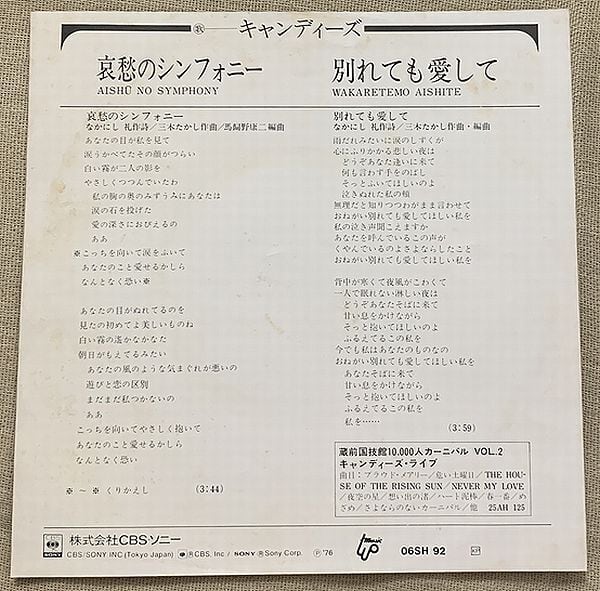 歌 キャンディーズ
哀愁のシンフォニー
AISHŪ NO SYMPHONY
哀愁のシンフォニー
なかにし 礼作詩／三木たかし作曲／馬飼野康二編曲
あなたの目が私を見て
涙うかべてたその顔がつらい
白い霧が二人の影を
やさしくつつんでいたわ
私の胸の奥のみずうみにあなたは
涙の石を投げた
愛の深さにおびえるの
ああ
※こっちを向いて涙をふいて
あなたのこと愛せるかしら
なんとなく恐い※
あなたの目がぬれてるのを
見たの初めてよ美しいものね
白い霧の遥かかなたに
朝日がもえてるみたい
あなたの風のような気まぐれが悪いの
遊びと恋の区別
まだまだ私つかないの
ああ
こっちを向いてやさしく抱いて
あなたのこと愛せるかしら
なんとなく恐い
※ ～ ※ くりかえし (3:44)
別れても愛して
WAKARETEMO AISHITE
別れても愛して
なかにし 礼作詩／三木たかし作曲・編曲
雨だれみたいに涙のしずくが
心にふりかかる悲しい夜は
どうぞあなた逢いに来て
何も言わず手をのばし
そっとふいてほしいのよ
泣きぬれた私の頬
無理だと知りつつわがまま言わせて
おねがい別れても愛してほしい私を
私の泣き声聞こえますか
あなたを呼んでいるこの声が
くやんでいるのよさよならしたこと
おねがい別れても愛してほしい私を
背中が寒くて夜風がこわくて
一人で眠れない淋しい夜は
どうぞあなたそばに来て
甘い息をかけながら
そっと抱いてほしいのよ
ふるえてるこの私を
今でも私はあなたのものなの
おねがい別れても愛してほしい私を
あなたそばに来て
甘い息をかけながら
そっと抱いてほしいのよ
ふるえてるこの私を
私を…… (3:59)
蔵前国技館10,000人カーニバル VOL.2
キャンディーズ・ライブ
曲目：プラウド・メアリー／危い土曜日／THE HOU-
SE OF THE RISING SUN／NEVER MY LOVE
／夜空の星／想い出の渚／ハート泥棒／春一番／め
ざめ／さよならのないカーニバル／他 25AH 125
SONY 株式会社CBS・ソニー
CBS/SONY INC (Tokyo Japan) ®CBS, Inc / SONY ®Sony Corp. ℗'76
music 06SH 92